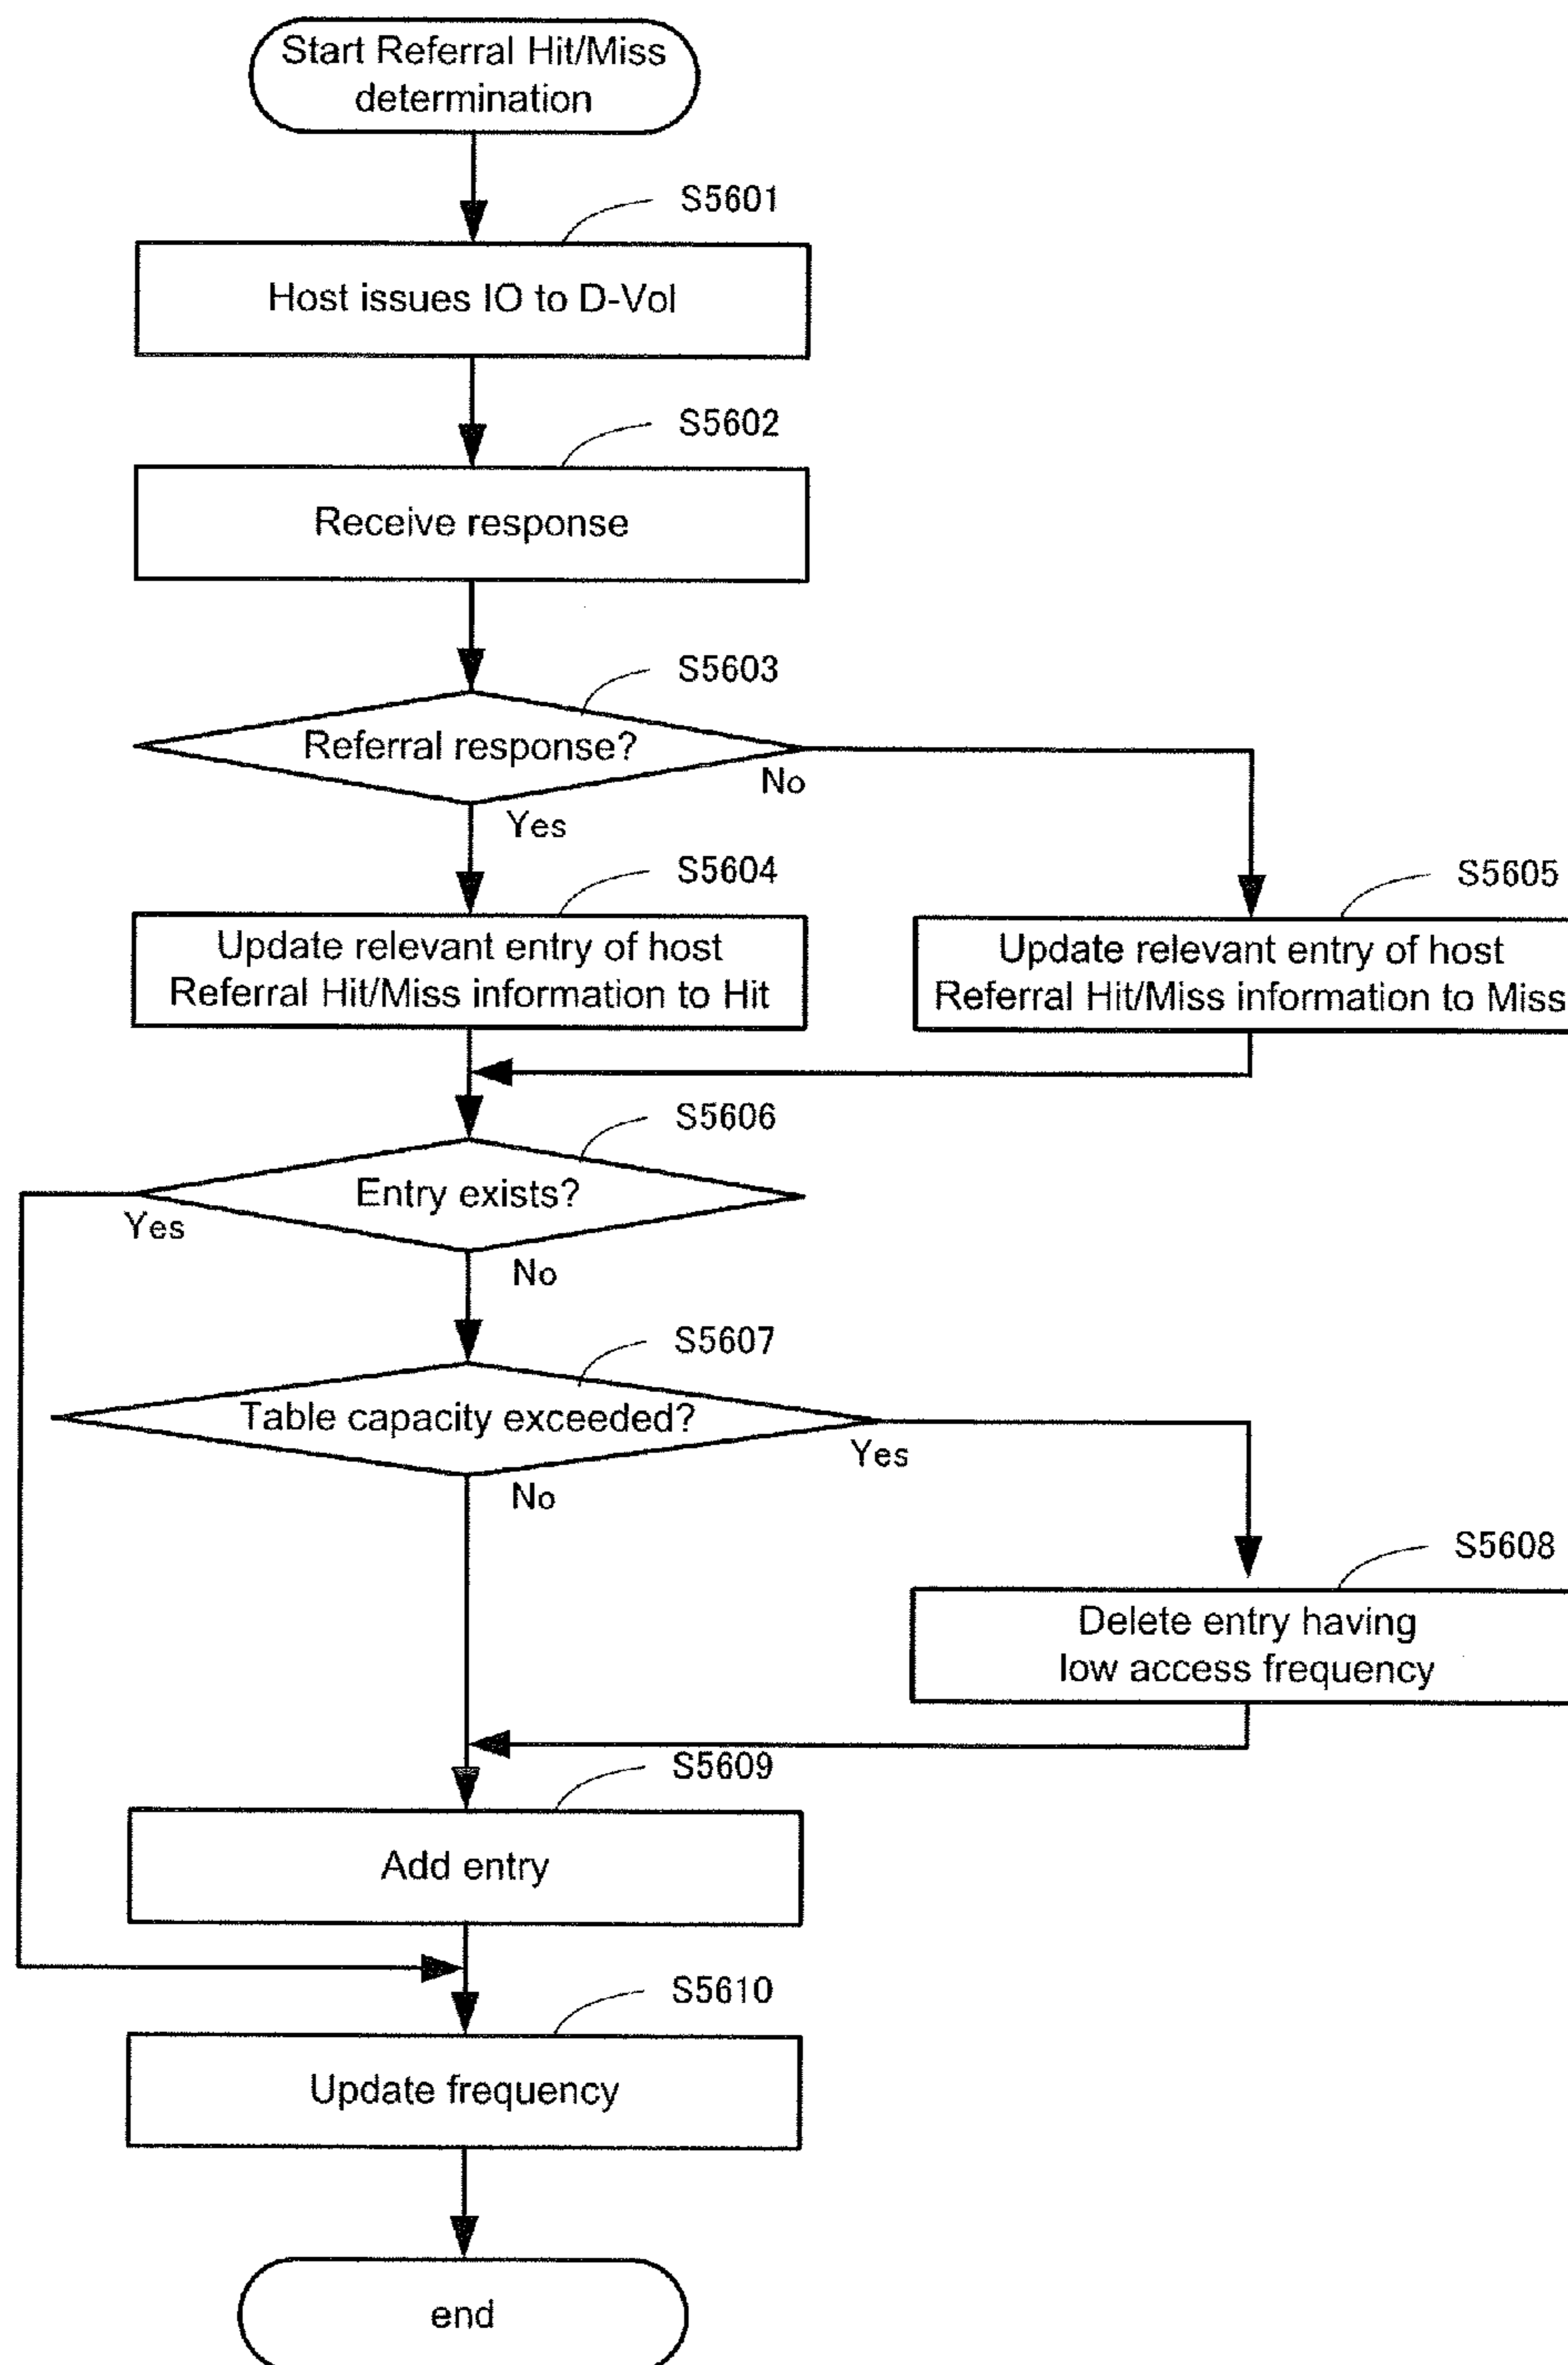 Start Referral Hit/Miss
determination
S5601
Host issues IO to D-Vol
S5602
Receive response
S5603
Referral response?
No
Yes
S5604
Update relevant entry of host
Referral Hit/Miss information to Hit
S5605
Update relevant entry of host
Referral Hit/Miss information to Miss
S5606
Entry exists?
Yes
No
S5607
Table capacity exceeded?
Yes
No
S5608
Delete entry having
low access frequency
S5609
Add entry
S5610
Update frequency
end